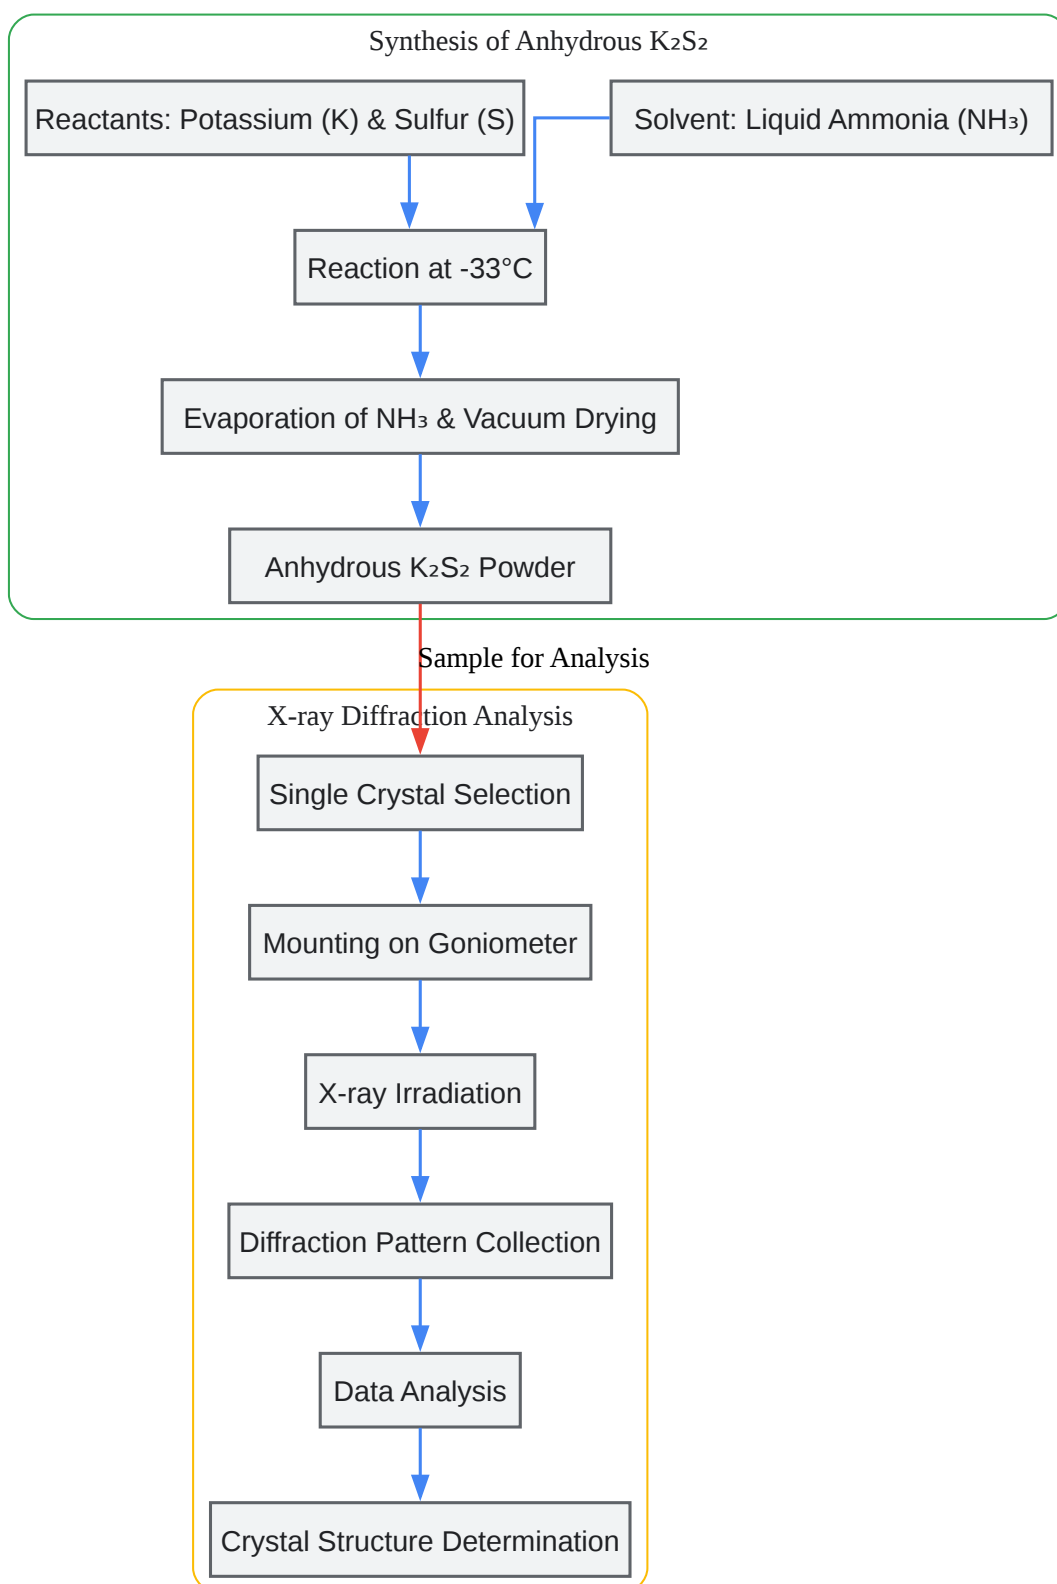 Synthesis of Anhydrous K₂S₂
Reactants: Potassium (K) & Sulfur (S)
Solvent: Liquid Ammonia (NH₃)
Reaction at -33°C
Evaporation of NH₃ & Vacuum Drying
Anhydrous K₂S₂ Powder
Sample for Analysis
X-ray Diffraction Analysis
Single Crystal Selection
Mounting on Goniometer
X-ray Irradiation
Diffraction Pattern Collection
Data Analysis
Crystal Structure Determination